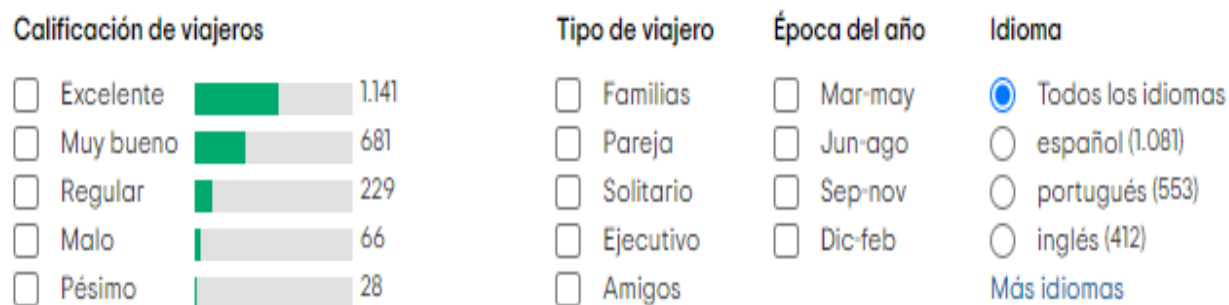 Calificación de viajeros
Excelente 1.141
Muy bueno 681
Regular 229
Malo 66
Pésimo 28
Tipo de viajero
Familias
Pareja
Solitario
Ejecutivo
Amigos
Época del año
Mar-may
Jun-ago
Sep-nov
Dic-feb
Idioma
Todos los idiomas
español (1.081)
portugués (553)
inglés (412)
Más idiomas